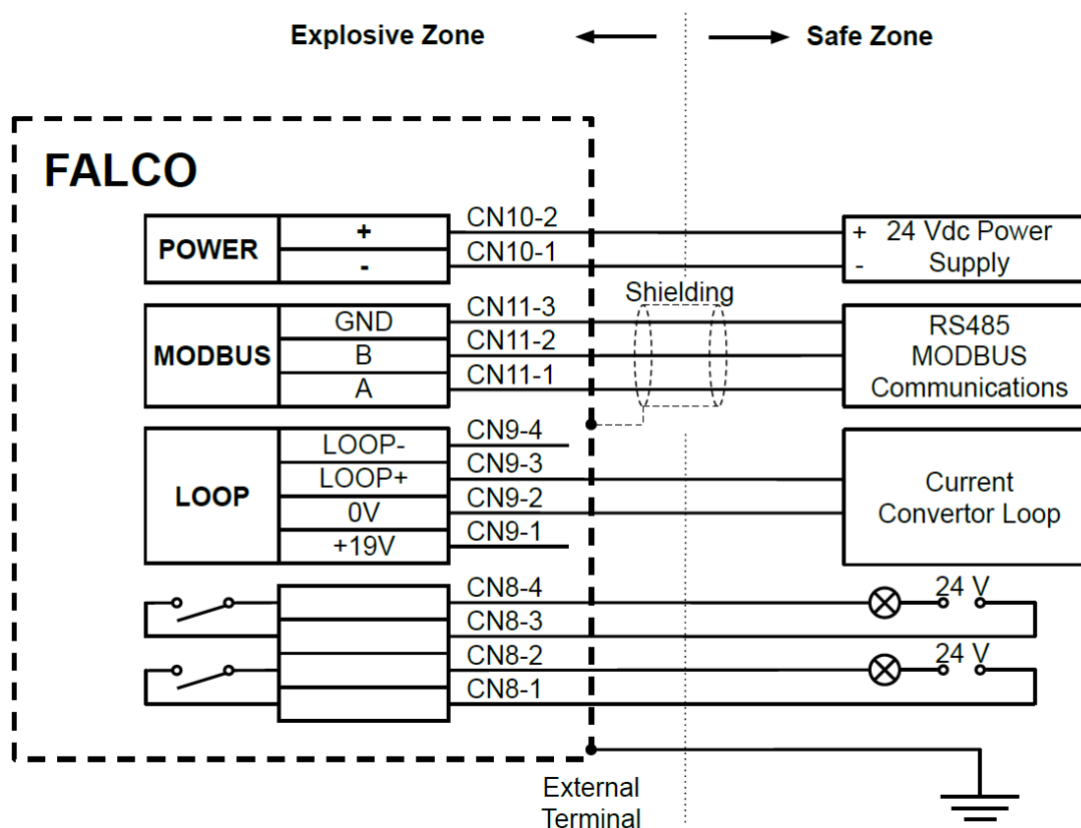 Explosive Zone
Safe Zone
FALCO
POWER
+
-
CN10-2
CN10-1
+ 24 Vdc Power
- Supply
Shielding
MODBUS
GND
B
A
CN11-3
CN11-2
CN11-1
RS485
MODBUS
Communications
LOOP
LOOP-
LOOP+
0V
+19V
CN9-4
CN9-3
CN9-2
CN9-1
Current
Convertor Loop
CN8-4
CN8-3
CN8-2
CN8-1
24 V
24 V
External
Terminal